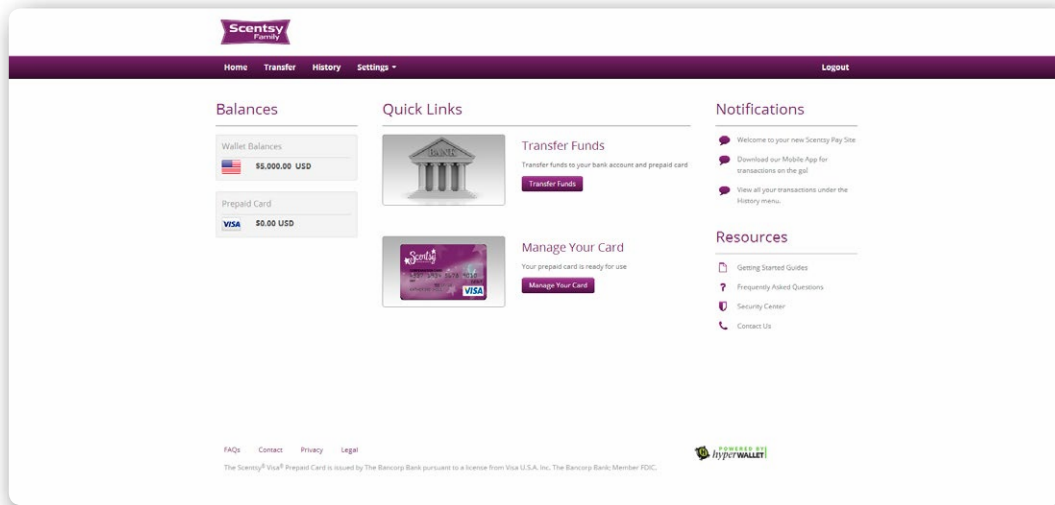 Scentsy
Family
Home Transfer History Settings
Logout
Balances
Wallet Balances
$5,000.00 USD
Prepaid Card
VISA $0.00 USD
Quick Links
BANK
Transfer Funds
Transfer funds to your bank account and prepaid card
Transfer Funds
Scentsy
VISA
Manage Your Card
Your prepaid card is ready for use
Manage Your Card
Notifications
Welcome to your new Scentsy Pay Site
Download our Mobile App for
transactions on the go!
View all your transactions under the
History menu.
Resources
Getting Started Guides
Frequently Asked Questions
Security Center
Contact Us
FAQs Contact Privacy Legal
The Scentsy® Visa® Prepaid Card is issued by The Bancorp Bank pursuant to a license from Visa U.S.A. Inc. The Bancorp Bank; Member FDIC.
POWERED BY
hyperWALLET